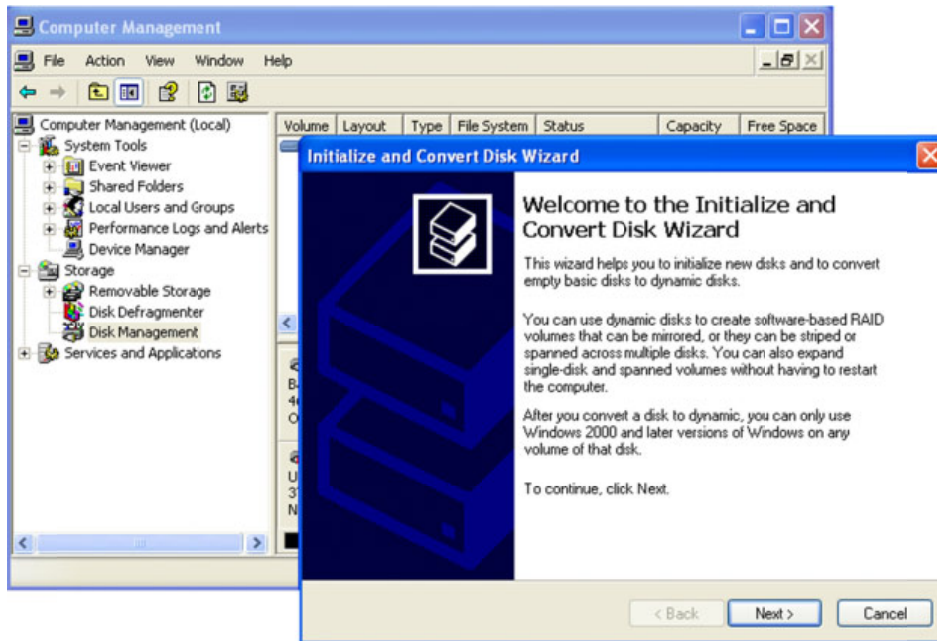 Computer Management
File Action View Window Help
Computer Management (Local)
System Tools
Event Viewer
Shared Folders
Local Users and Groups
Performance Logs and Alerts
Device Manager
Storage
Removable Storage
Disk Defragmenter
Disk Management
Services and Applicatons
Volume Layout Type File System Status Capacity Free Space
Initialize and Convert Disk Wizard
Welcome to the Initialize and
Convert Disk Wizard
This wizard helps you to initialize new disks and to convert
empty basic disks to dynamic disks.
You can use dynamic disks to create software-based RAID
volumes that can be mirrored, or they can be striped or
spanned across multiple disks. You can also expand
single-disk and spanned volumes without having to restart
the computer.
After you convert a disk to dynamic, you can only use
Windows 2000 and later versions of Windows on any
volume of that disk.
To continue, click Next.
< Back Next > Cancel